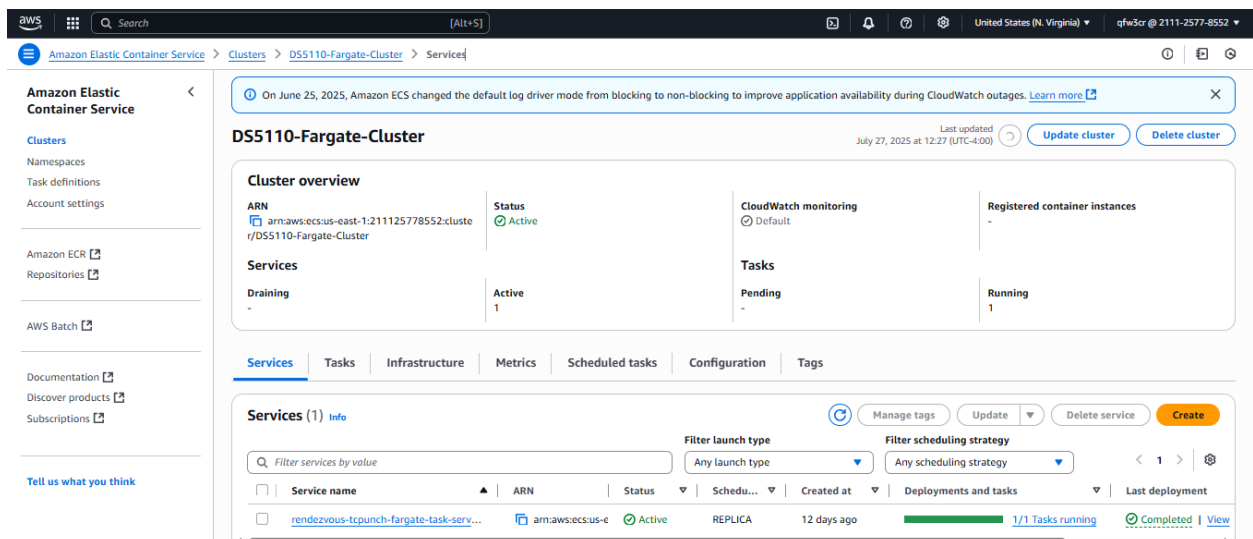 aws Search [Alt+S] United States (N. Virginia) ▼ qfw3cr @ 2111-2577-8552 ▼
Amazon Elastic Container Service > Clusters > DS5110-Fargate-Cluster > Services
Amazon Elastic
Container Service
Clusters
Namespaces
Task definitions
Account settings
Amazon ECR
Repositories
AWS Batch
Documentation
Discover products
Subscriptions
Tell us what you think
On June 25, 2025, Amazon ECS changed the default log driver mode from blocking to non-blocking to improve application availability during CloudWatch outages. Learn more
DS5110-Fargate-Cluster
Last updated
July 27, 2025 at 12:27 (UTC-4:00)
Update cluster Delete cluster
Cluster overview
ARN
arn:aws:ecs:us-east-1:211125778552:cluste
r/DS5110-Fargate-Cluster
Status
Active
CloudWatch monitoring
Default
Registered container instances
-
Services
Tasks
Draining
-
Active
1
Pending
-
Running
1
Services Tasks Infrastructure Metrics Scheduled tasks Configuration Tags
Services (1) Info
Manage tags Update ▼ Delete service Create
Filter launch type Filter scheduling strategy
Filter services by value Any launch type ▼ Any scheduling strategy ▼ < 1 >
Service name ▲ ARN Status Schedu... Created at Deployments and tasks Last deployment
rendezvous-tcpunch-fargate-task-serv... arn:aws:ecs:us-e Active REPLICA 12 days ago 1/1 Tasks running Completed | View